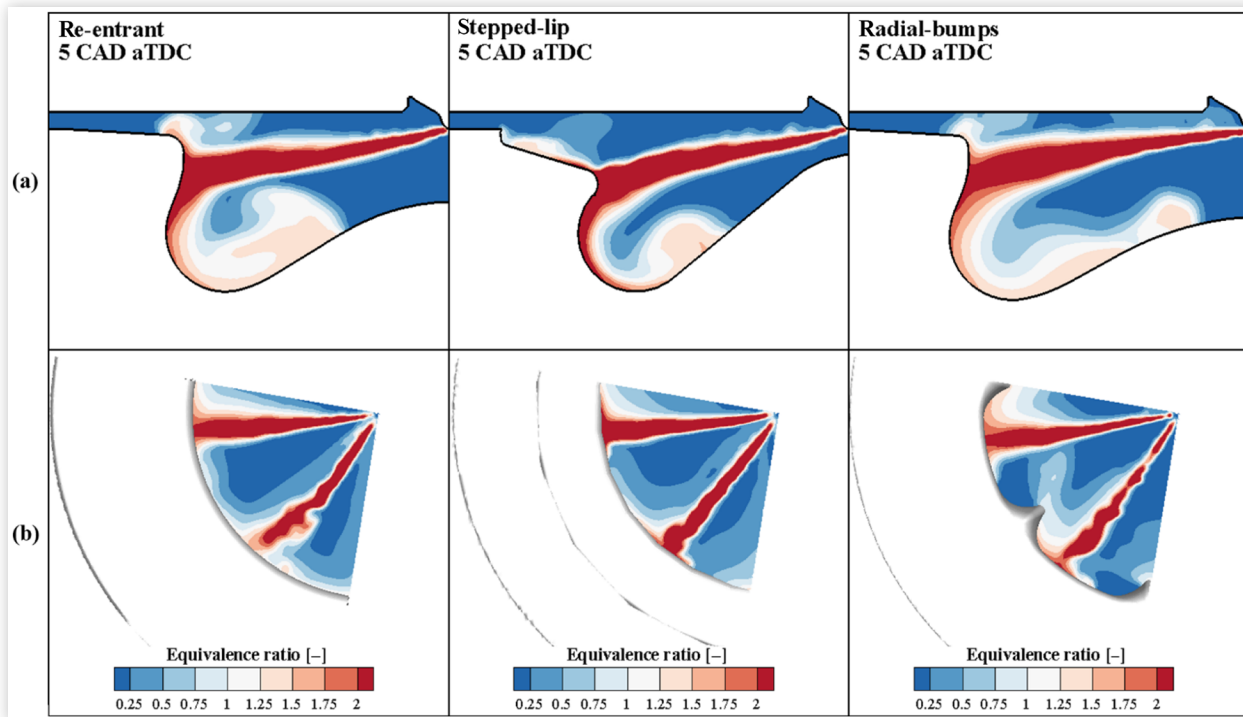 Re-entrant
5 CAD aTDC
Stepped-lip
5 CAD aTDC
Radial-bumps
5 CAD aTDC
(a)
(b)
Equivalence ratio [–]
0.25 0.5 0.75 1 1.25 1.5 1.75 2
Equivalence ratio [–]
0.25 0.5 0.75 1 1.25 1.5 1.75 2
Equivalence ratio [–]
0.25 0.5 0.75 1 1.25 1.5 1.75 2